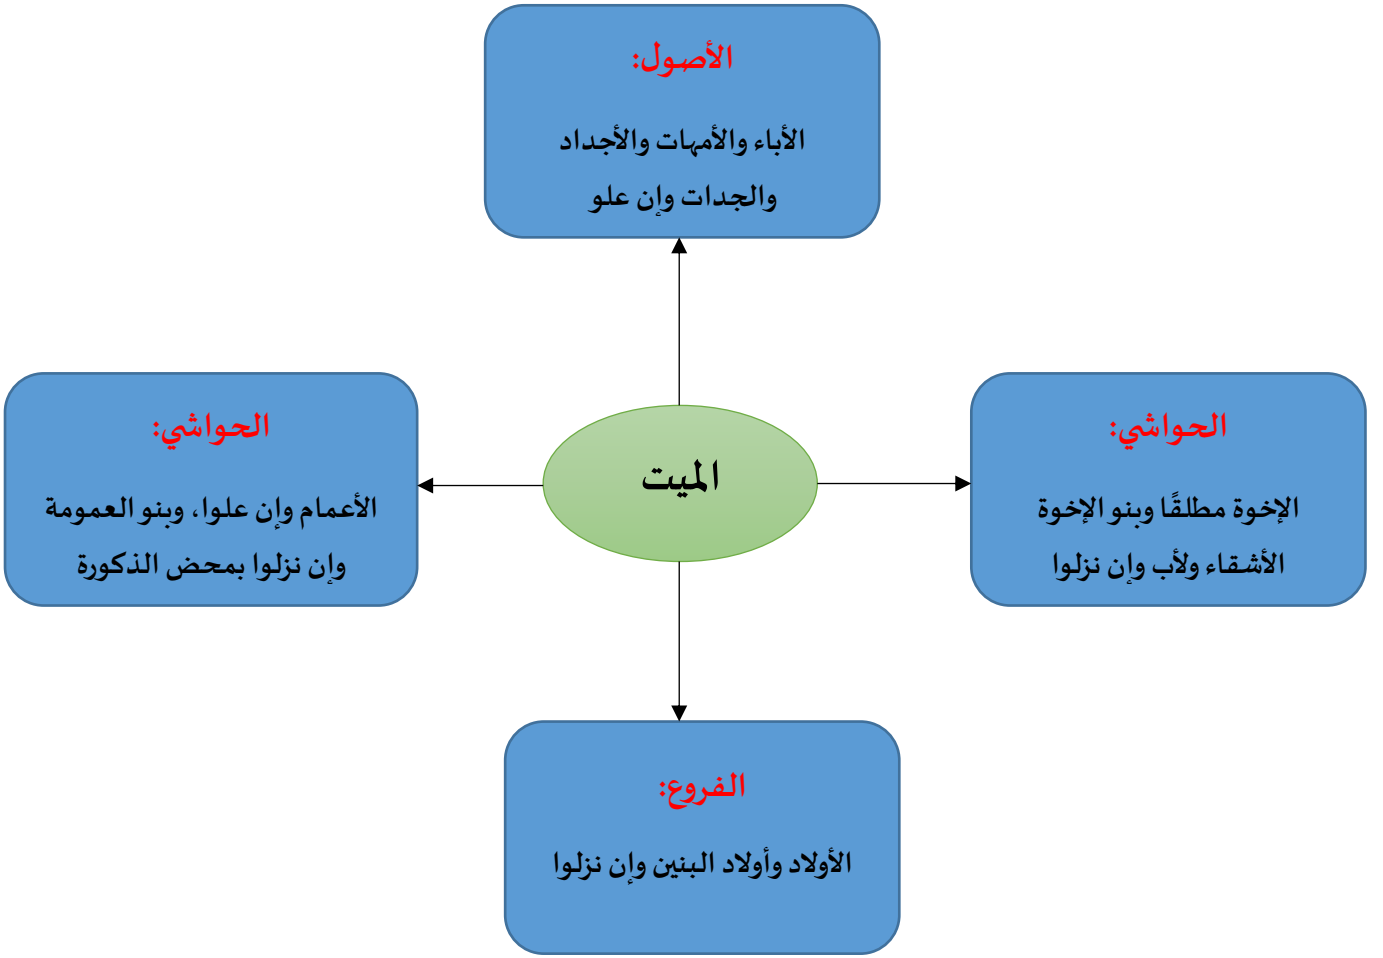 الأصول:
الأباء والأمهات والأجداد
والجدات وإن علو
الحواشي:
الإخوة مطلقًا وبنو الإخوة
الأشقاء ولأب وإن نزلوا
الميت
الحواشي:
الأعمام وإن علوا، وبنو العمومة
وإن نزلوا بمحض الذكورة
الفروع:
الأولاد وأولاد البنين وإن نزلوا